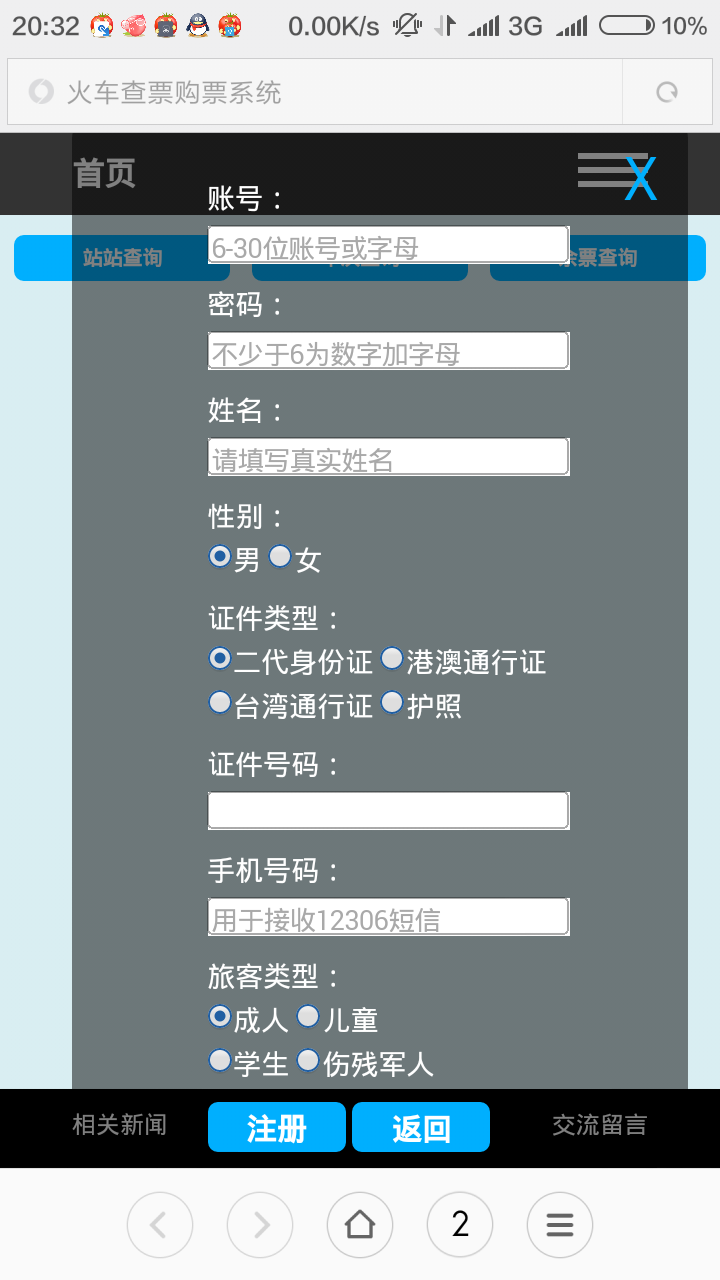 20:32 0.00K/s 3G 10%
火车查票购票系统
首页 X
账号：
站站查询 余票查询
6-30位账号或字母
密码：
不少于6为数字加字母
姓名：
请填写真实姓名
性别：
男 女
证件类型：
二代身份证 港澳通行证
台湾通行证 护照
证件号码：
手机号码：
用于接收12306短信
旅客类型：
成人 儿童
学生 伤残军人
相关新闻 注册 返回 交流留言
2